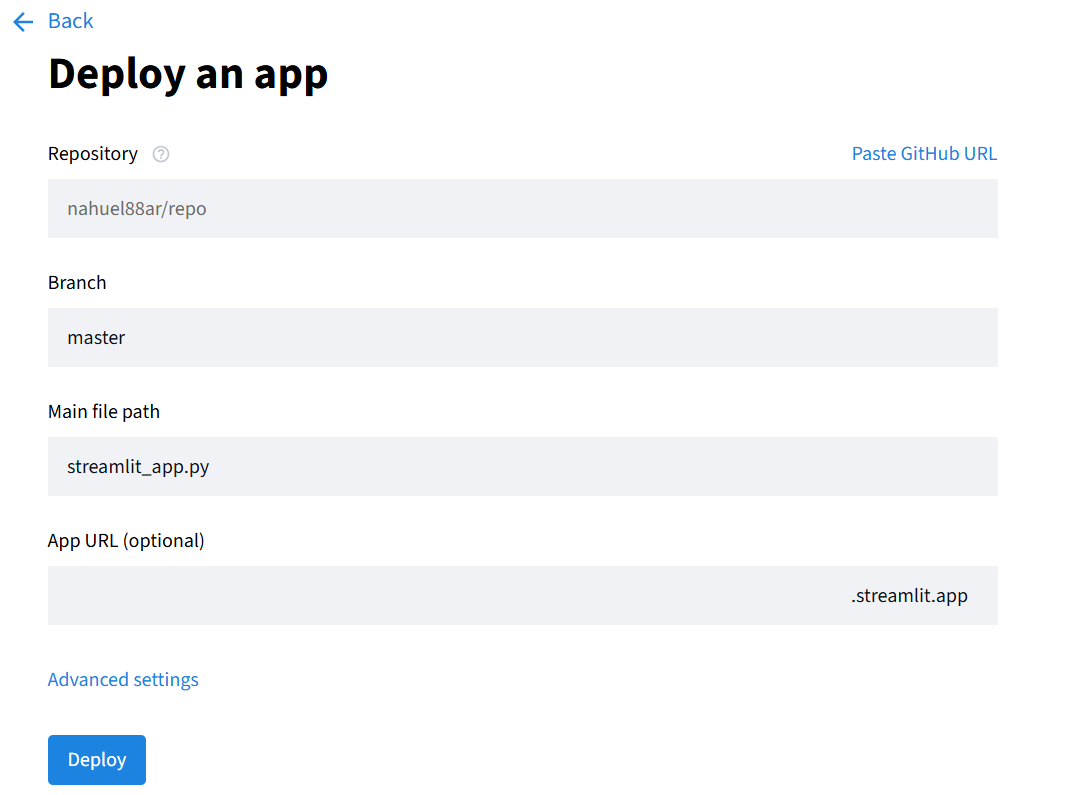 Back
Deploy an app
Repository
Paste GitHub URL
nahuel88ar/repo
Branch
master
Main file path
streamlit_app.py
App URL (optional)
.streamlit.app
Advanced settings
Deploy